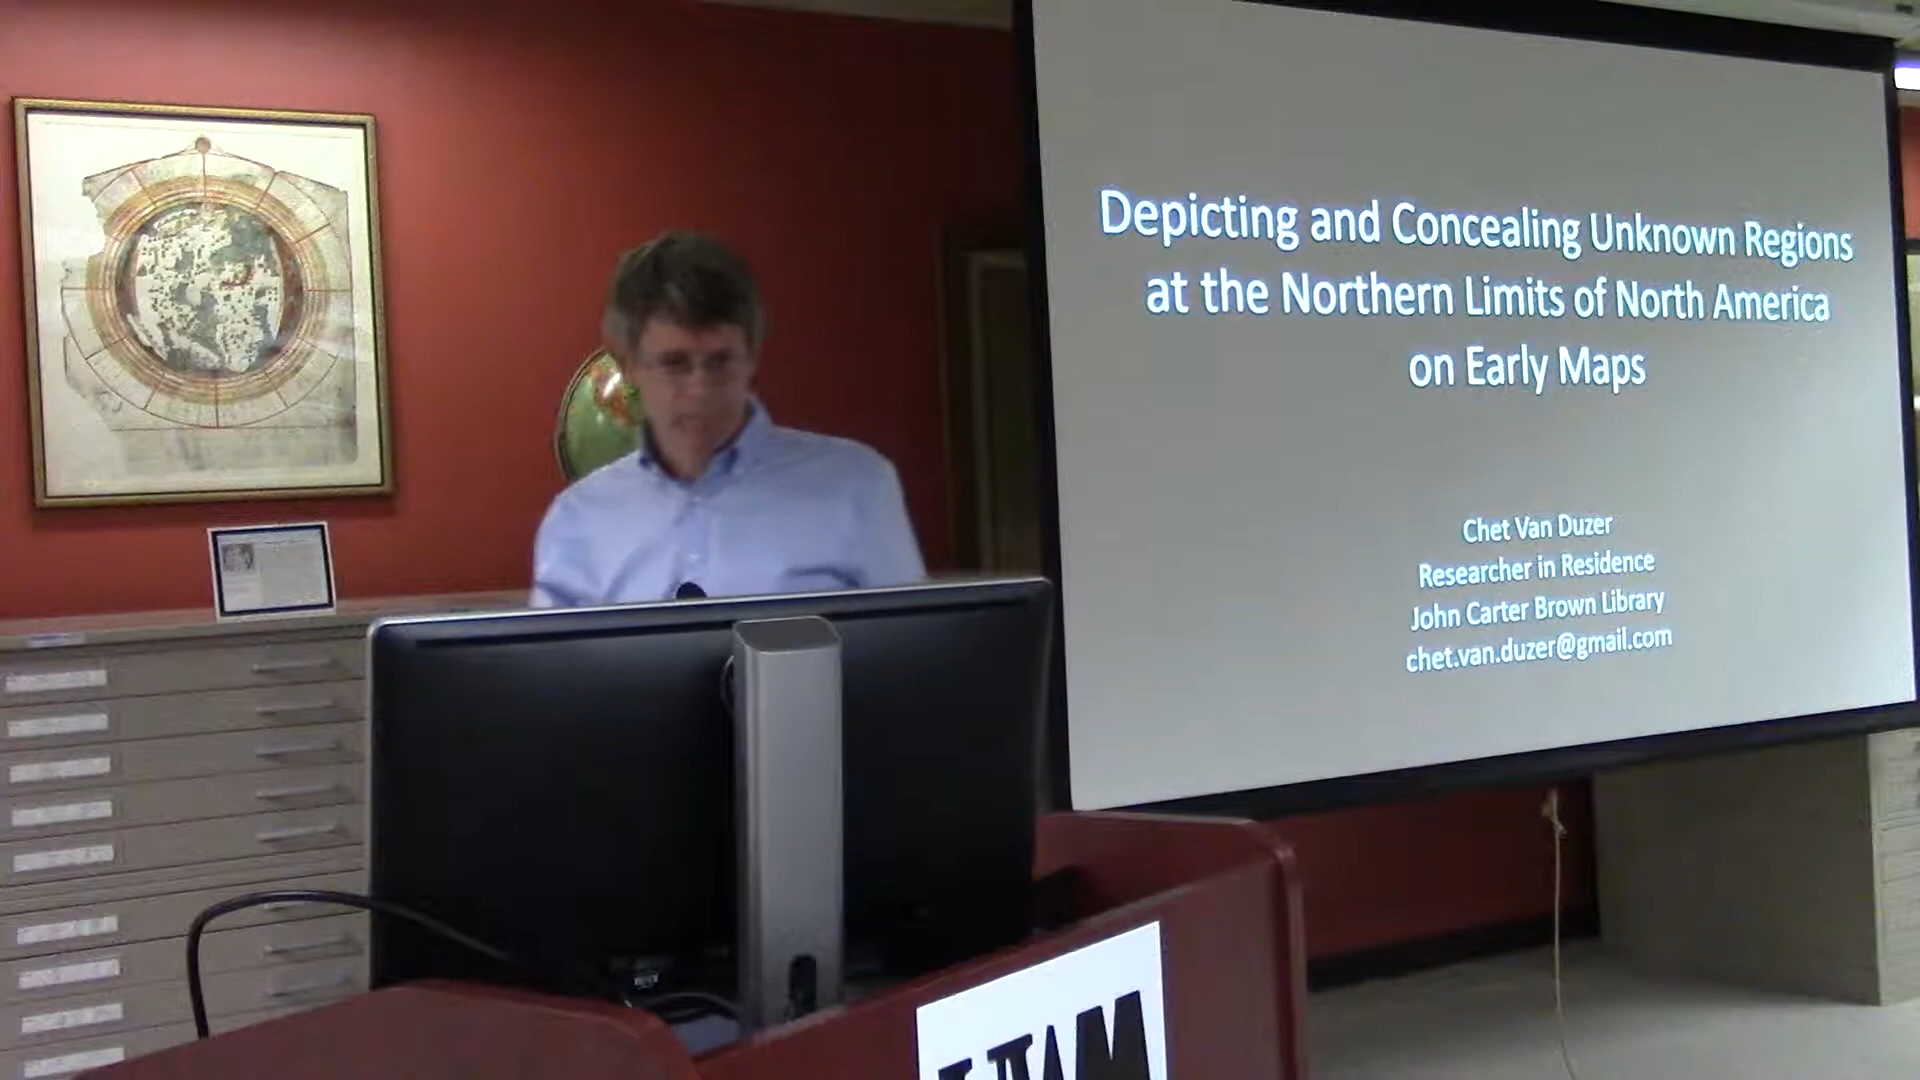 Depicting and Concealing Unknown Regions
at the Northern Limits of North America
on Early Maps
Chet Van Duzer
Researcher in Residence
John Carter Brown Library
chet.van.duzer@gmail.com